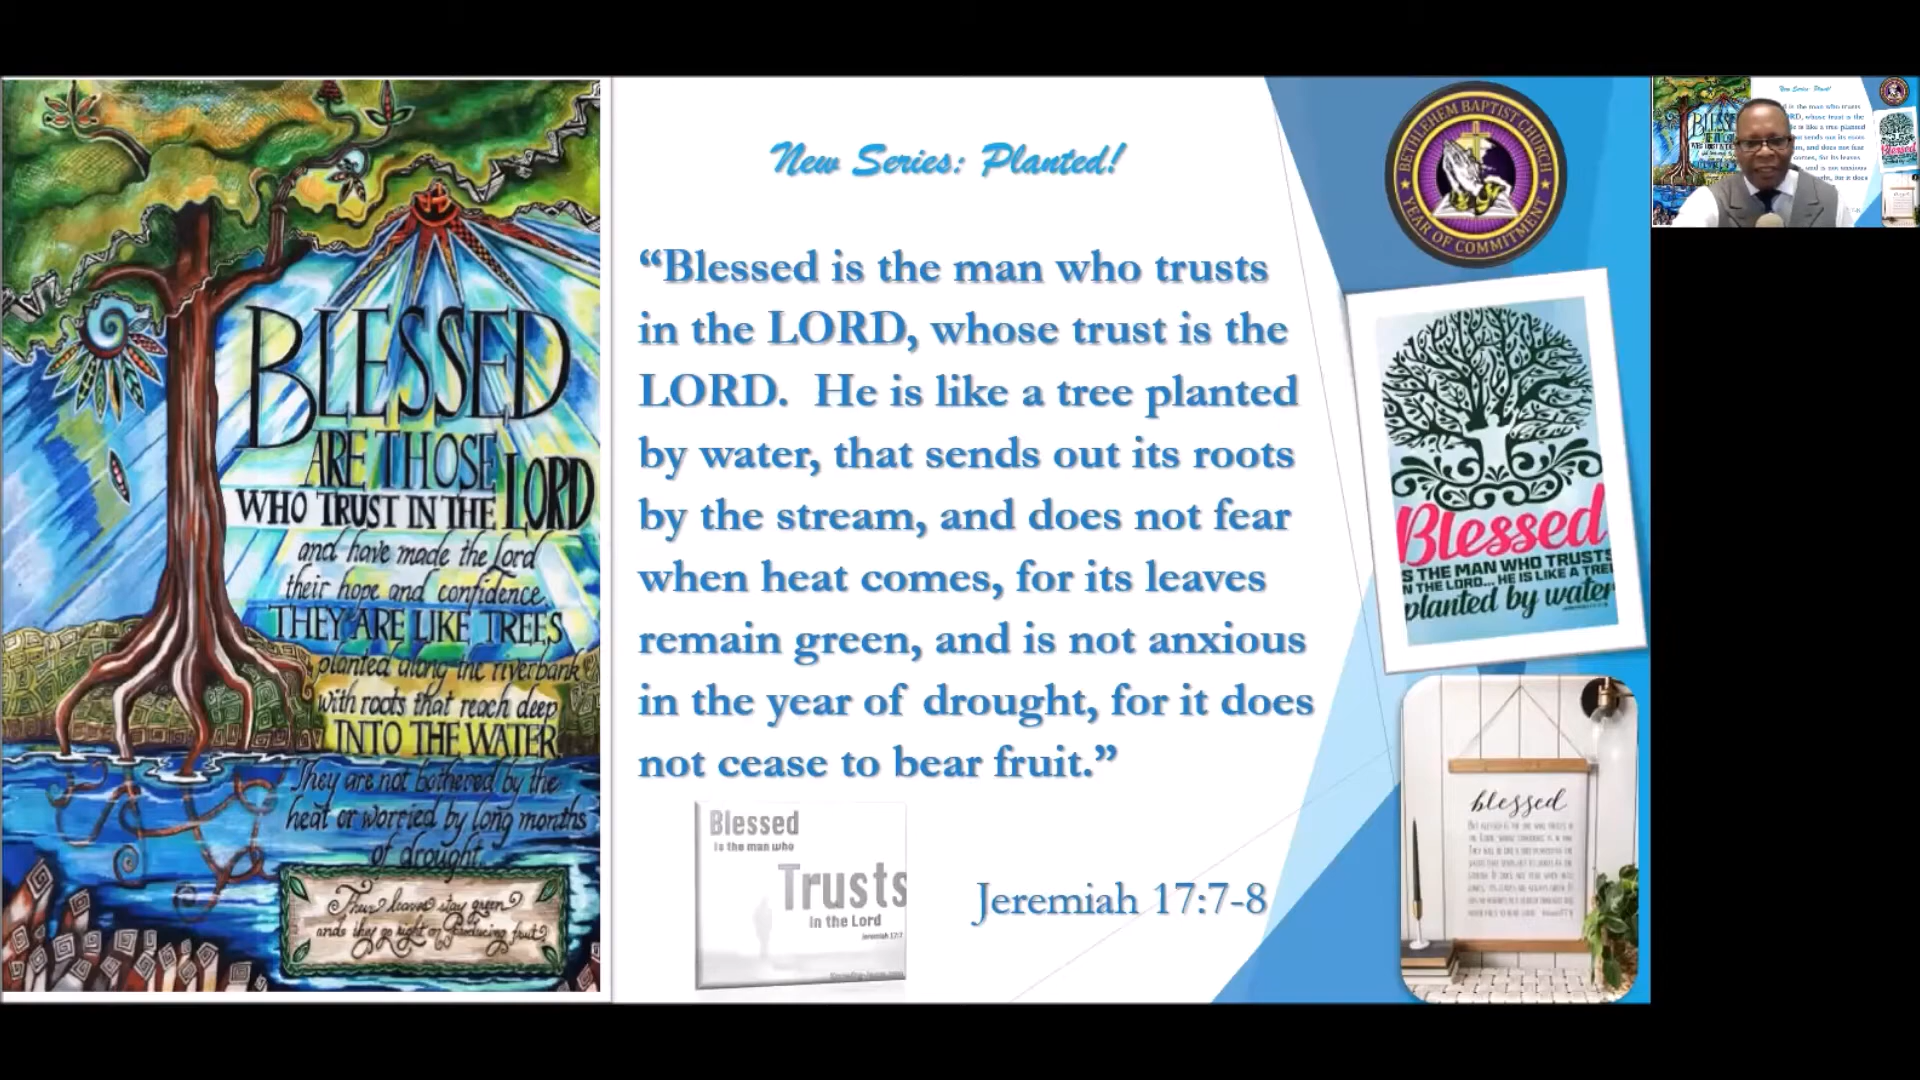 BLESSED
ARE THOSE
WHO TRUST IN THE LORD
and have made the Lord
their hope and confidence.
THEY ARE LIKE TREES
planted along the riverbank
with roots that reach deep
INTO THE WATER.
They are not bothered by the
heat or worried by long months
of drought.
Their leaves stay green
and they go right on producing fruit.
New Series: Planted!
“Blessed is the man who trusts
in the LORD, whose trust is the
LORD. He is like a tree planted
by water, that sends out its roots
by the stream, and does not fear
when heat comes, for its leaves
remain green, and is not anxious
in the year of drought, for it does
not cease to bear fruit.”
Jeremiah 17:7-8
Blessed
is the man who
Trusts
in the Lord
Jeremiah 17:7
BETHLEHEM BAPTIST CHURCH
YEAR OF COMMITMENT
Blessed
IS THE MAN WHO TRUSTS
IN THE LORD... HE IS LIKE A TREE
planted by water
blessed
New Series: Planted!